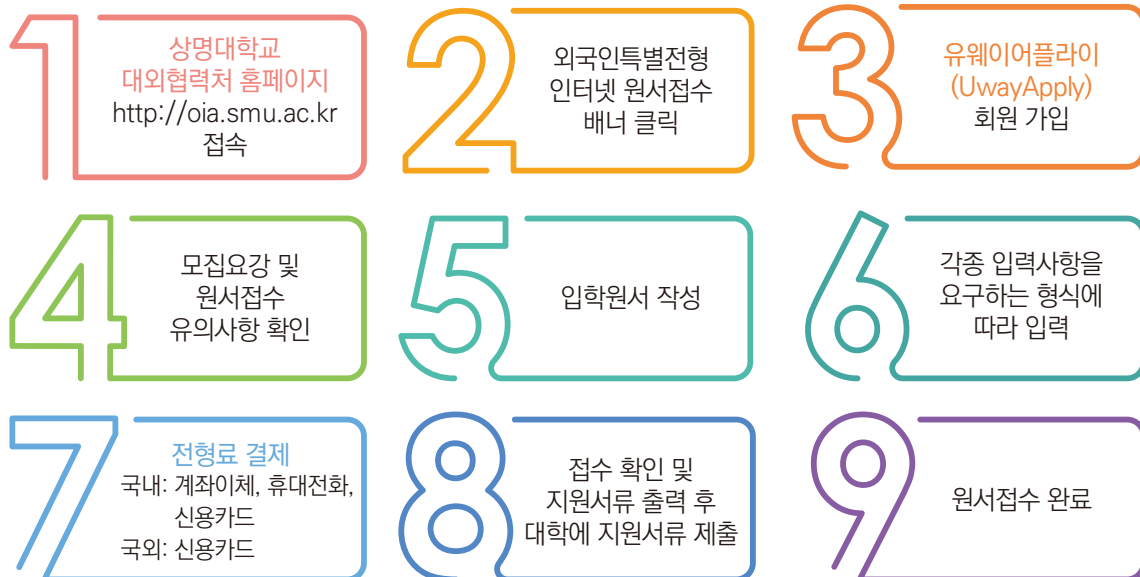 1
상명대학교
대외협력처 홈페이지
http://oia.smu.ac.kr
접속
2
외국인특별전형
인터넷 원서접수
배너 클릭
3
유웨이어플라이
(UwayApply)
회원 가입
4
모집요강 및
원서접수
유의사항 확인
5
입학원서 작성
6
각종 입력사항을
요구하는 형식에
따라 입력
7
전형료 결제
국내: 계좌이체, 휴대전화,
신용카드
국외: 신용카드
8
접수 확인 및
지원서류 출력 후
대학에 지원서류 제출
9
원서접수 완료